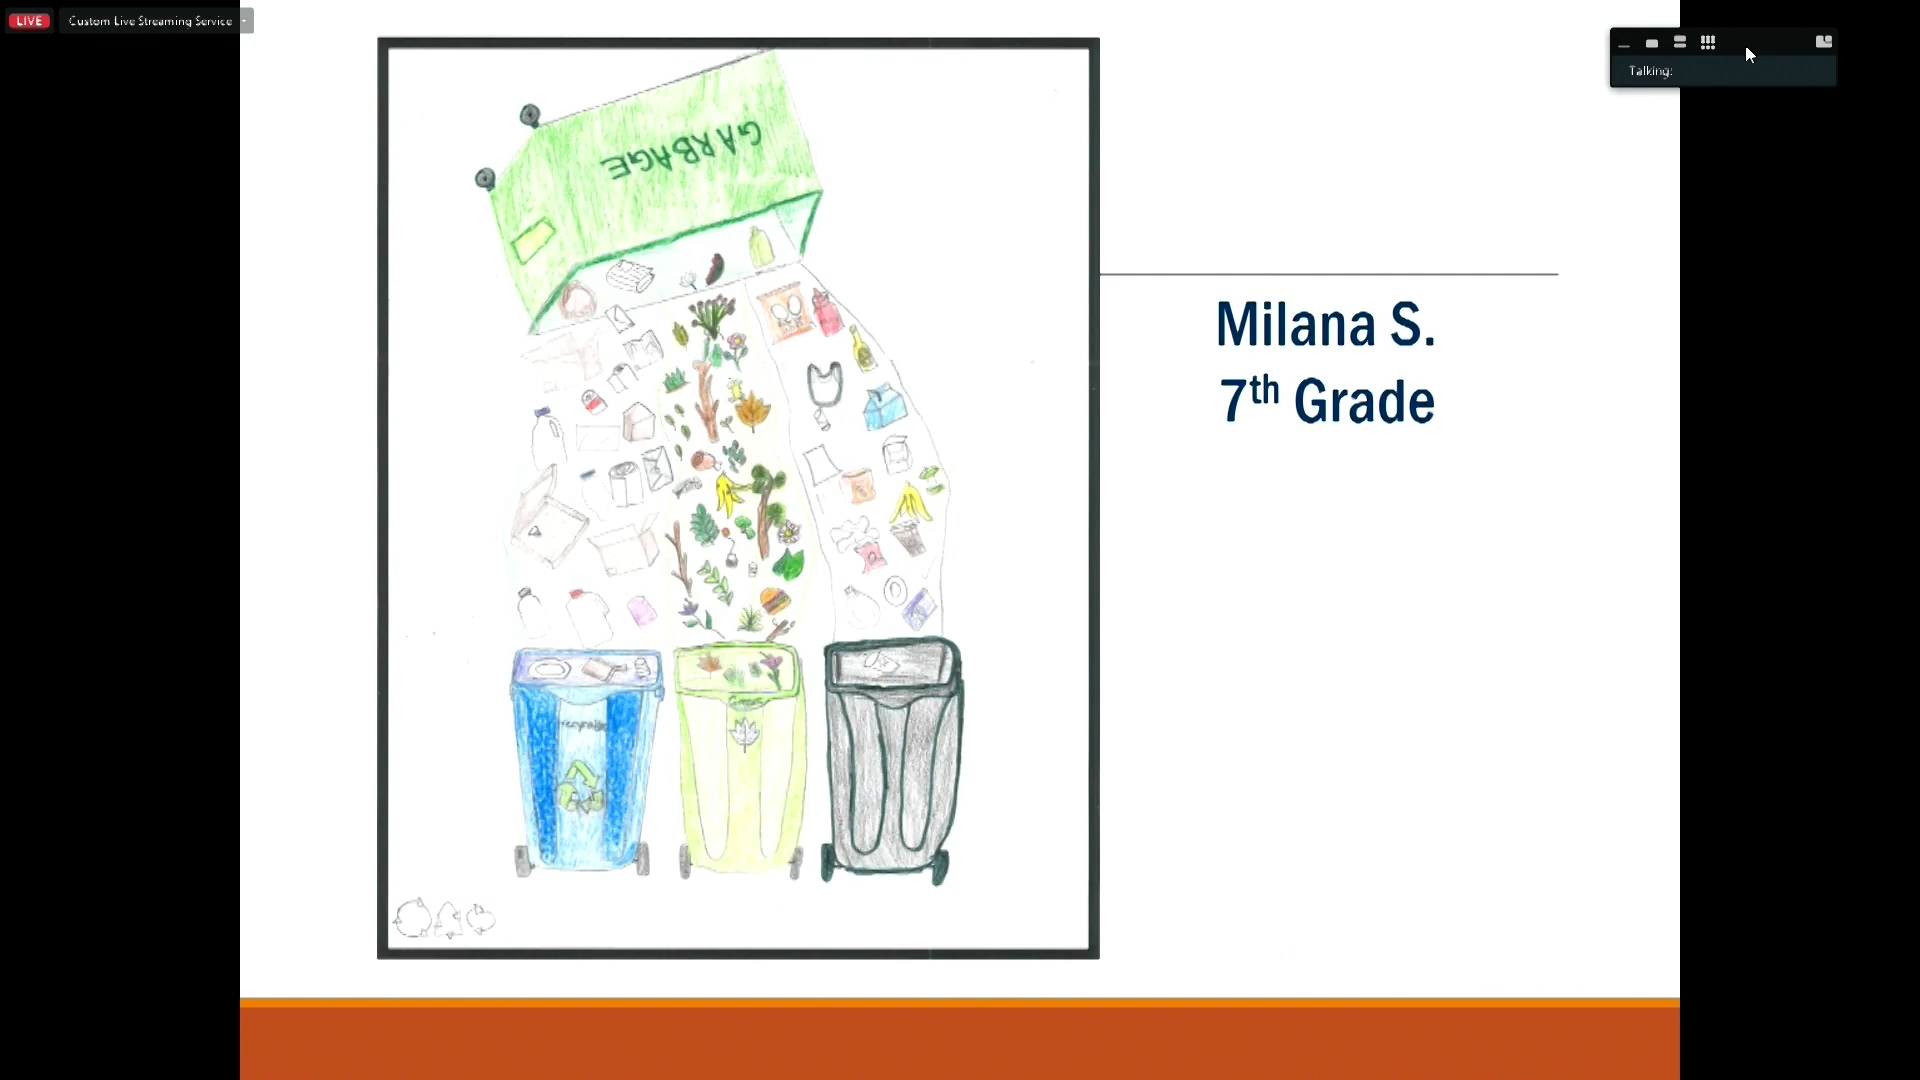 LIVE
Custom Live Streaming Service
Talking:
GARBAGE
Milana S.
7th Grade